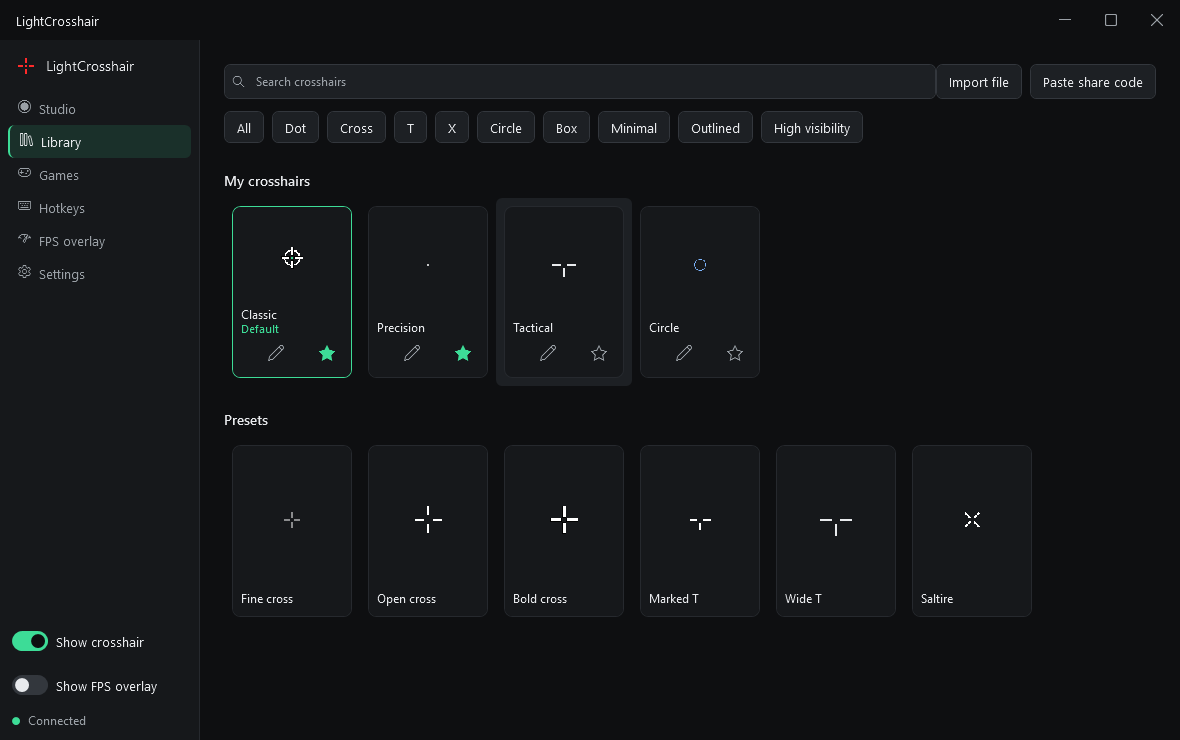 LightCrosshair
LightCrosshair
Studio
Library
Games
Hotkeys
FPS overlay
Settings
Show crosshair
Show FPS overlay
Connected
Search crosshairs
Import file
Paste share code
All
Dot
Cross
T
X
Circle
Box
Minimal
Outlined
High visibility
My crosshairs
Classic
Default
Precision
Tactical
Circle
Presets
Fine cross
Open cross
Bold cross
Marked T
Wide T
Saltire